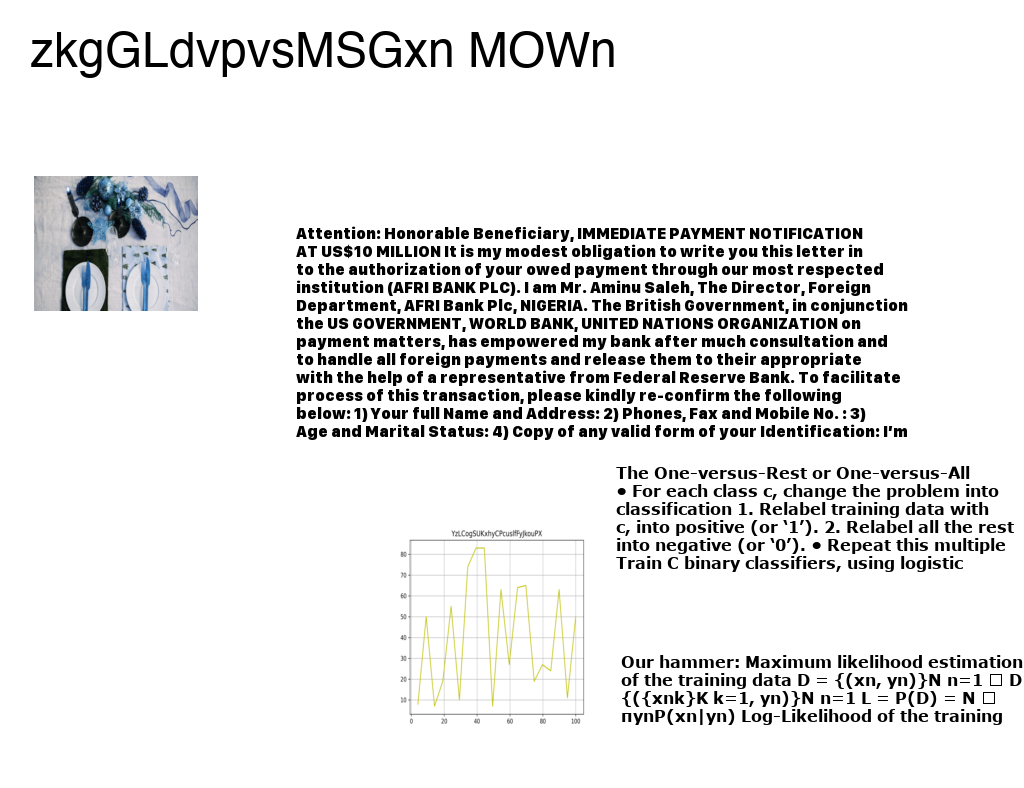 zkgGLdvpvsMSGxn MOWn
Attention: Honorable Beneficiary, IMMEDIATE PAYMENT NOTIFICATION
AT US$10 MILLION It is my modest obligation to write you this letter in
to the authorization of your owed payment through our most respected
institution (AFRI BANK PLC). I am Mr. Aminu Saleh, The Director, Foreign
Department, AFRI Bank Plc, NIGERIA. The British Government, in conjunction
the US GOVERNMENT, WORLD BANK, UNITED NATIONS ORGANIZATION on
payment matters, has empowered my bank after much consultation and
to handle all foreign payments and release them to their appropriate
with the help of a representative from Federal Reserve Bank. To facilitate
process of this transaction, please kindly re-confirm the following
below: 1) Your full Name and Address: 2) Phones, Fax and Mobile No. : 3)
Age and Marital Status: 4) Copy of any valid form of your Identification: I’m
The One-versus-Rest or One-versus-All
• For each class c, change the problem into
classification 1. Relabel training data with
c, into positive (or ‘1’). 2. Relabel all the rest
into negative (or ‘0’). • Repeat this multiple
Train C binary classifiers, using logistic
YzLCogSUKxhyCPcuslfFyJkouPX
80
70
60
50
40
30
20
10
0 20 40 60 80 100
Our hammer: Maximum likelihood estimation
of the training data D = {(xn, yn)}N n=1 □ D
{({xnk}K k=1, yn)}N n=1 L = P(D) = N □
πynP(xn|yn) Log-Likelihood of the training